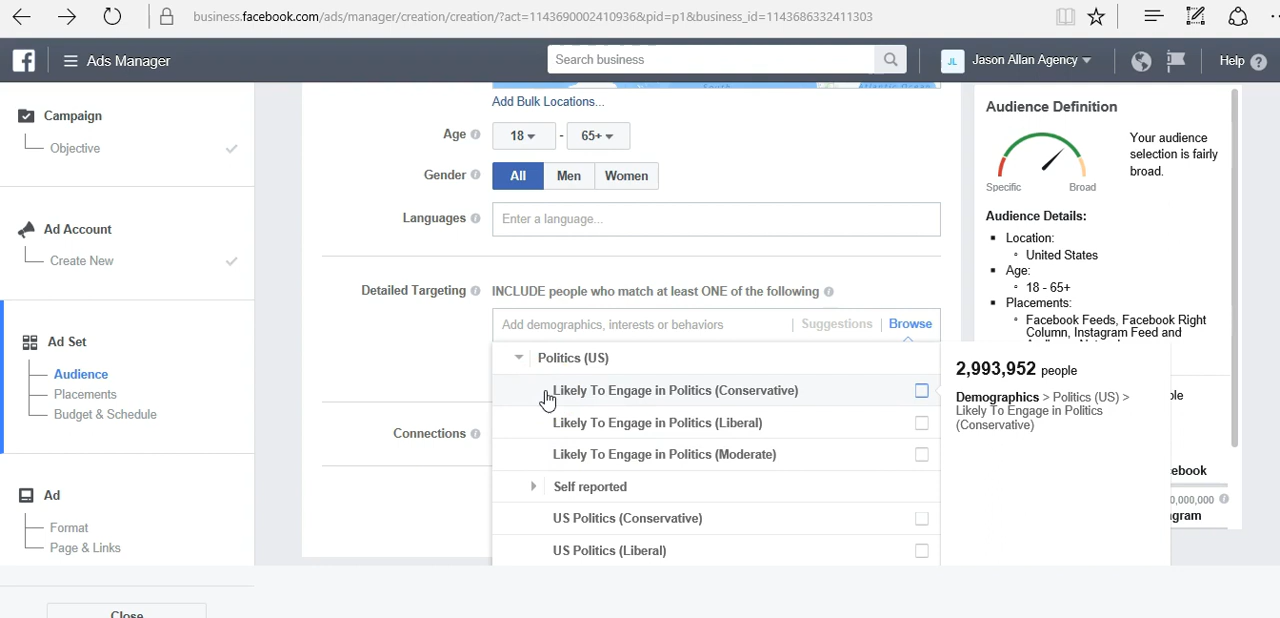 business.facebook.com/ads/manager/creation/creation/?act=11436900024109368&pid=p1&business_id=1143686332411303
Ads Manager
Search business
JL Jason Allan Agency
Help ?
Campaign
Objective
Ad Account
Create New
Ad Set
Audience
Placements
Budget & Schedule
Ad
Format
Page & Links
Close
Add Bulk Locations...
Age 18 - 65+
Gender All Men Women
Languages Enter a language...
Detailed Targeting INCLUDE people who match at least ONE of the following
Add demographics, interests or behaviors | Suggestions | Browse
Politics (US)
Likely To Engage in Politics (Conservative)
Likely To Engage in Politics (Liberal)
Likely To Engage in Politics (Moderate)
Self reported
US Politics (Conservative)
US Politics (Liberal)
Connections
Audience Definition
Your audience
selection is fairly
broad.
Specific Broad
Audience Details:
Location:
United States
Age:
18 - 65+
Placements:
Facebook Feeds, Facebook Right
Column, Instagram Feed and
2,993,952 people
Demographics > Politics (US) >
Likely To Engage in Politics
(Conservative)
ple
ebook
0,000,000
gram